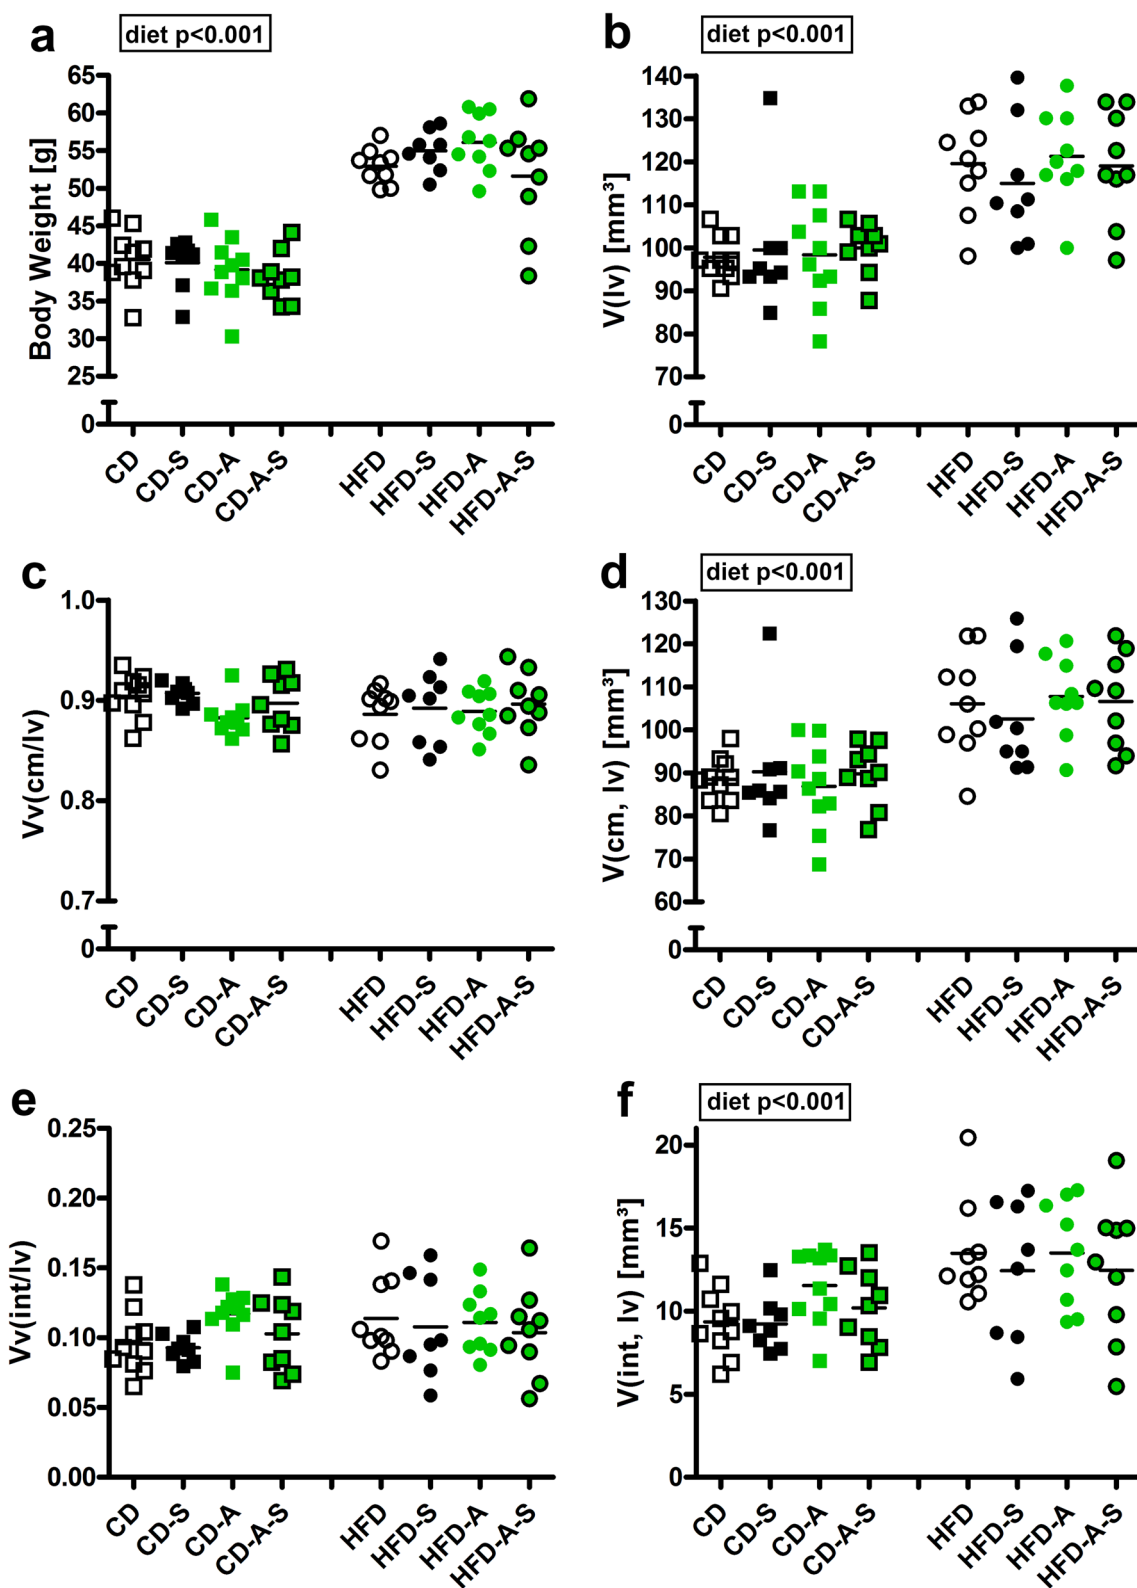 a
diet p<0.001
Body Weight [g]
65
60
55
50
45
40
35
30
25
0
CD
CD-S
CD-A
CD-A-S
HFD
HFD-S
HFD-A
HFD-A-S
b
diet p<0.001
V(lv) [mm³]
140
130
120
110
100
90
80
70
0
CD
CD-S
CD-A
CD-A-S
HFD
HFD-S
HFD-A
HFD-A-S
c
Vv(cm/lv)
1.0
0.9
0.8
0.7
0
CD
CD-S
CD-A
CD-A-S
HFD
HFD-S
HFD-A
HFD-A-S
d
diet p<0.001
V(cm, lv) [mm³]
130
120
110
100
90
80
70
60
0
CD
CD-S
CD-A
CD-A-S
HFD
HFD-S
HFD-A
HFD-A-S
e
Vv(int/lv)
0.25
0.20
0.15
0.10
0.05
0.00
CD
CD-S
CD-A
CD-A-S
HFD
HFD-S
HFD-A
HFD-A-S
f
diet p<0.001
V(int, lv) [mm³]
20
15
10
5
0
CD
CD-S
CD-A
CD-A-S
HFD
HFD-S
HFD-A
HFD-A-S